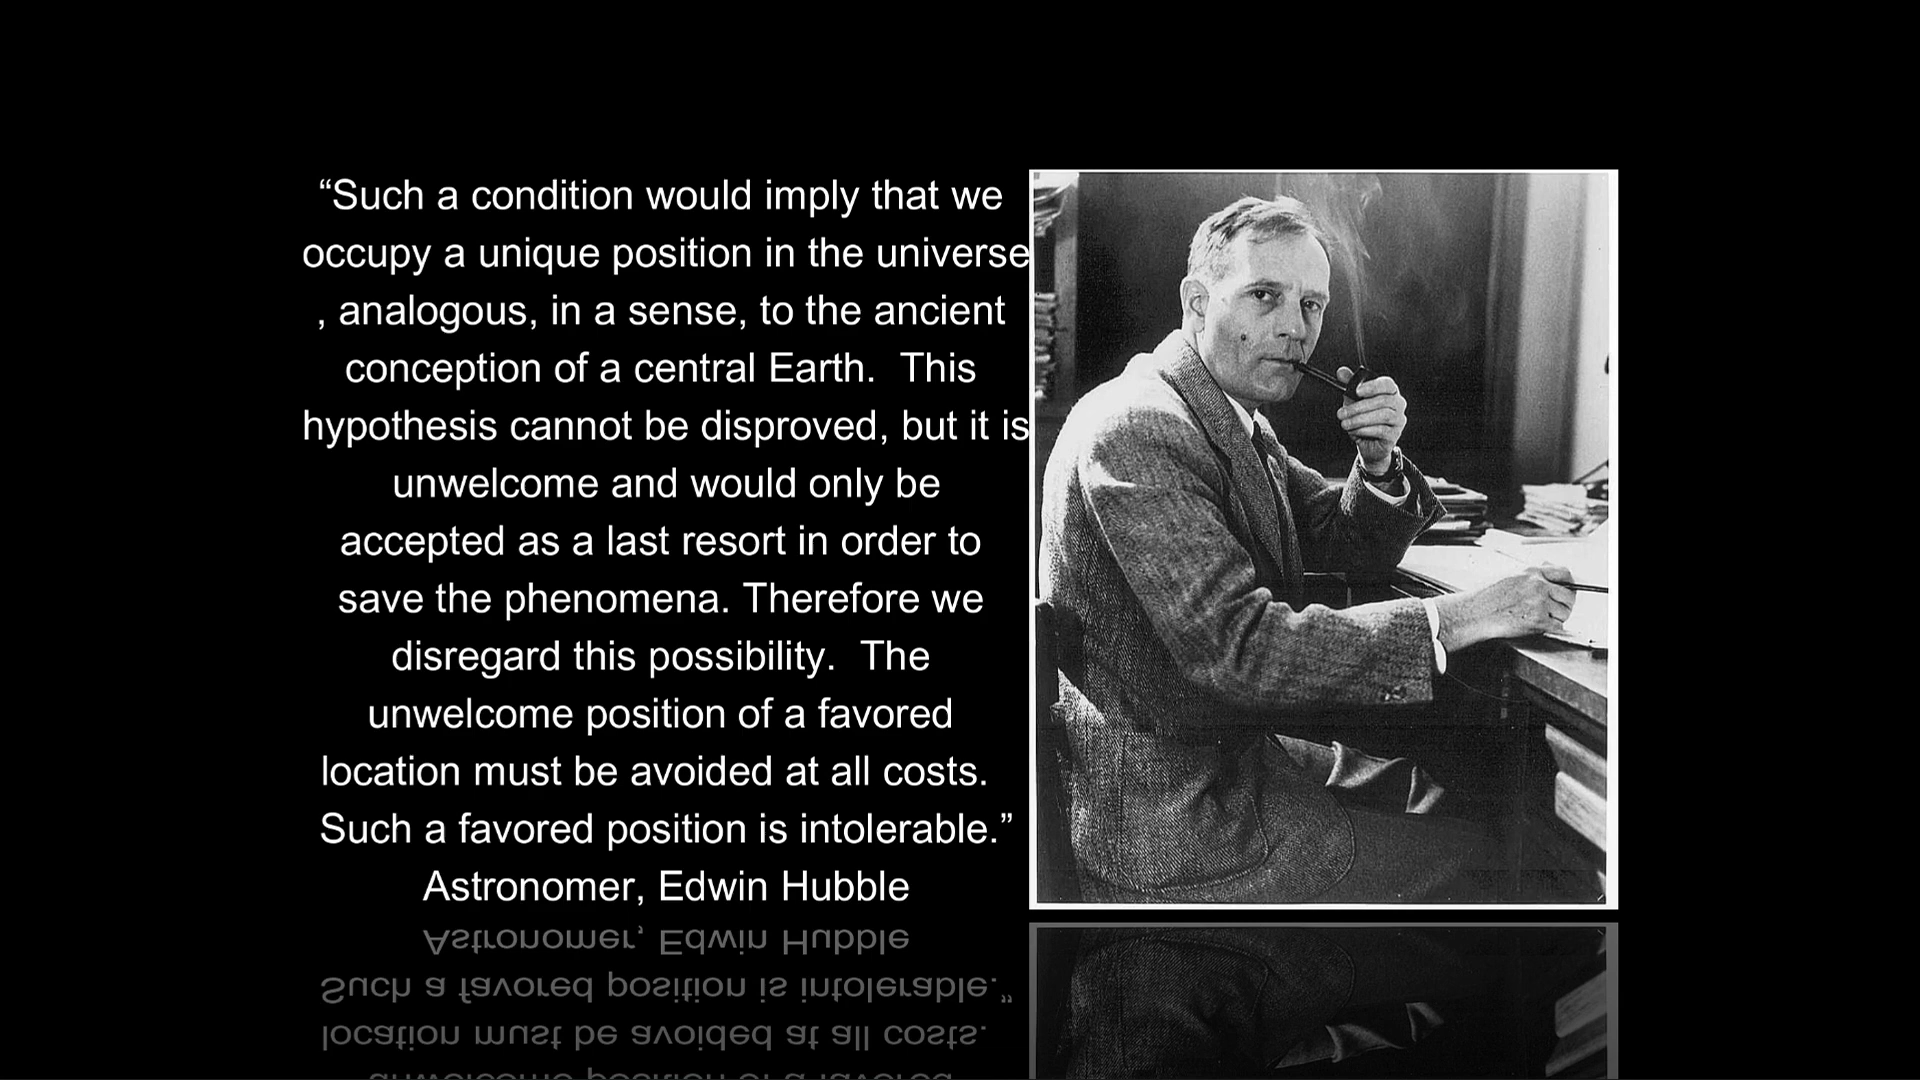 “Such a condition would imply that we
occupy a unique position in the universe
, analogous, in a sense, to the ancient
conception of a central Earth.  This
hypothesis cannot be disproved, but it is
unwelcome and would only be
accepted as a last resort in order to
save the phenomena. Therefore we
disregard this possibility.  The
unwelcome position of a favored
location must be avoided at all costs.
Such a favored position is intolerable.”
Astronomer, Edwin Hubble